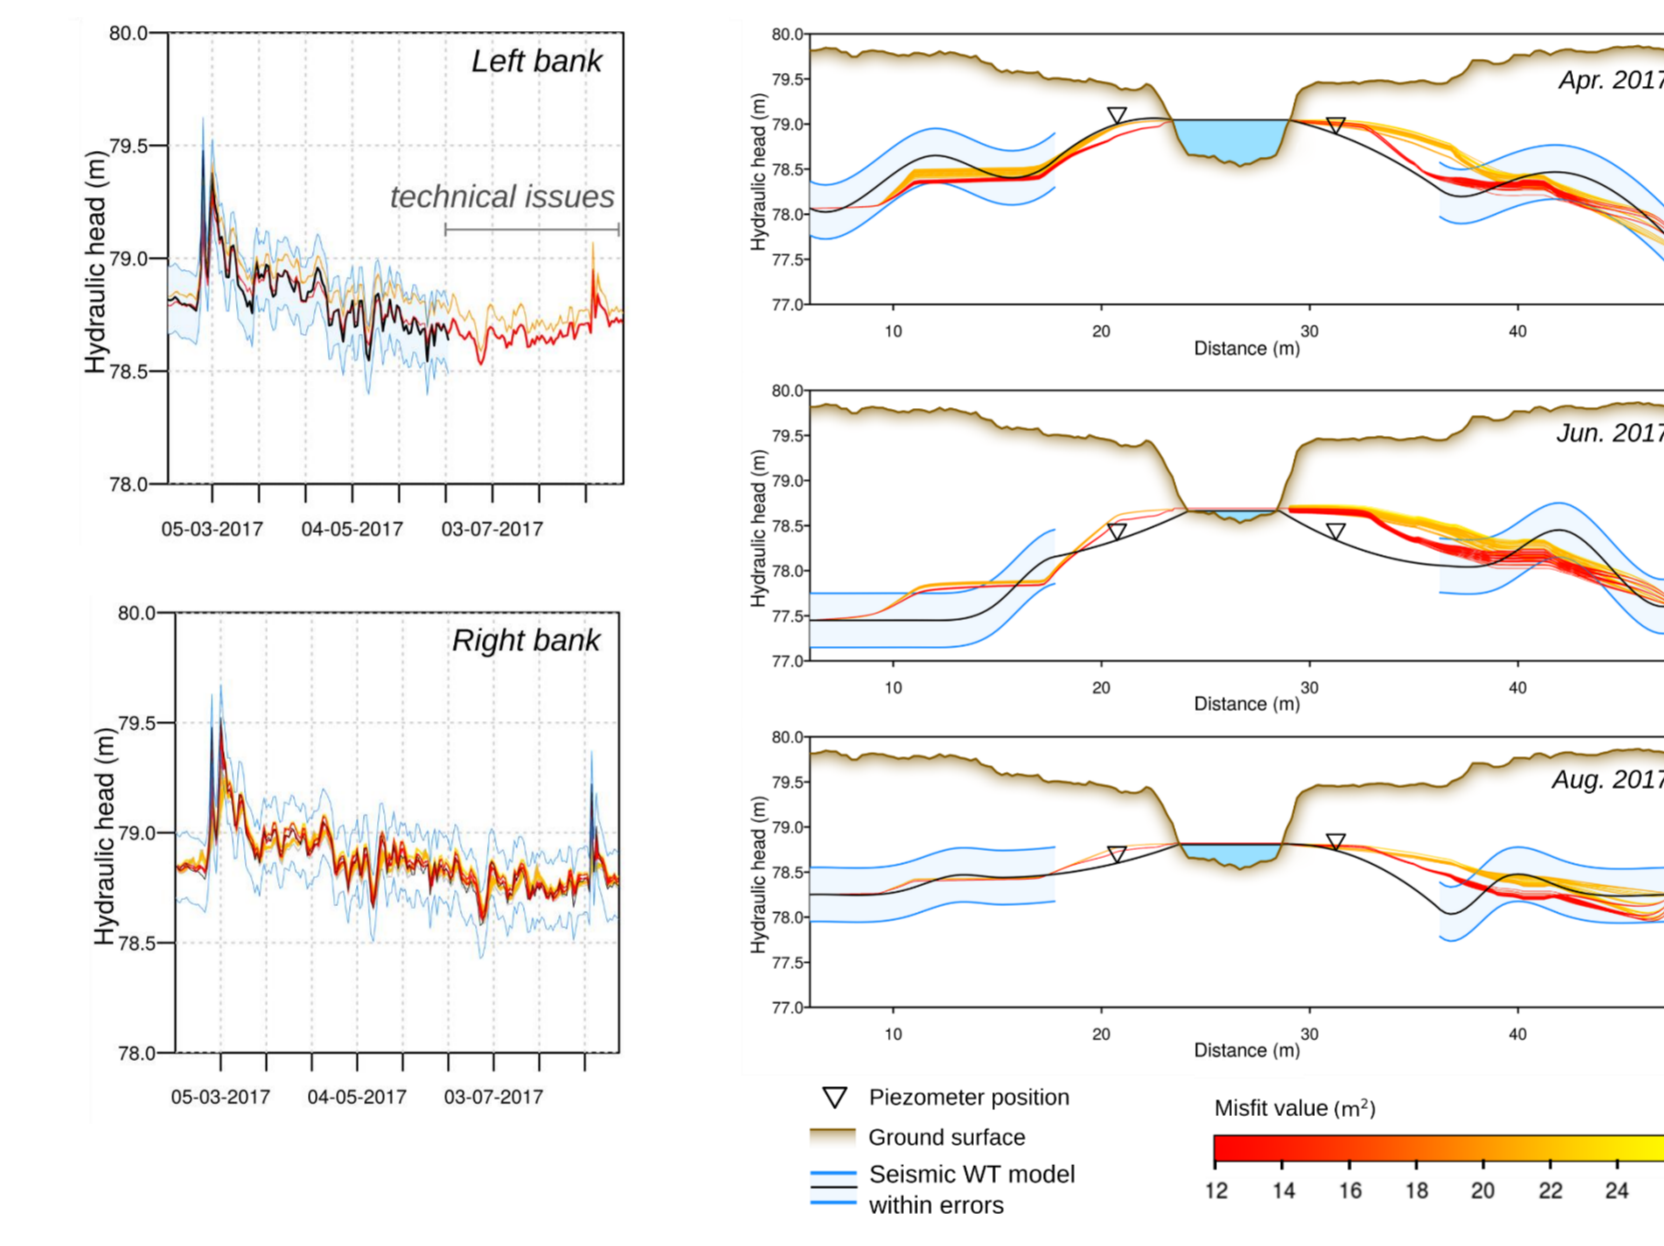 Left bank
technical issues
Hydraulic head (m)
80.0
79.5
79.0
78.5
78.0
05-03-2017
04-05-2017
03-07-2017
Right bank
Hydraulic head (m)
80.0
79.5
79.0
78.5
78.0
05-03-2017
04-05-2017
03-07-2017
Apr. 2017
Hydraulic head (m)
80.0
79.5
79.0
78.5
78.0
77.5
77.0
10 20 30 40
Distance (m)
Jun. 2017
Hydraulic head (m)
80.0
79.5
79.0
78.5
78.0
77.5
77.0
10 20 30 40
Distance (m)
Aug. 2017
Hydraulic head (m)
80.0
79.5
79.0
78.5
78.0
77.5
77.0
10 20 30 40
Distance (m)
Piezometer position
Ground surface
Seismic WT model
within errors
Misfit value (m²)
12 14 16 18 20 22 24